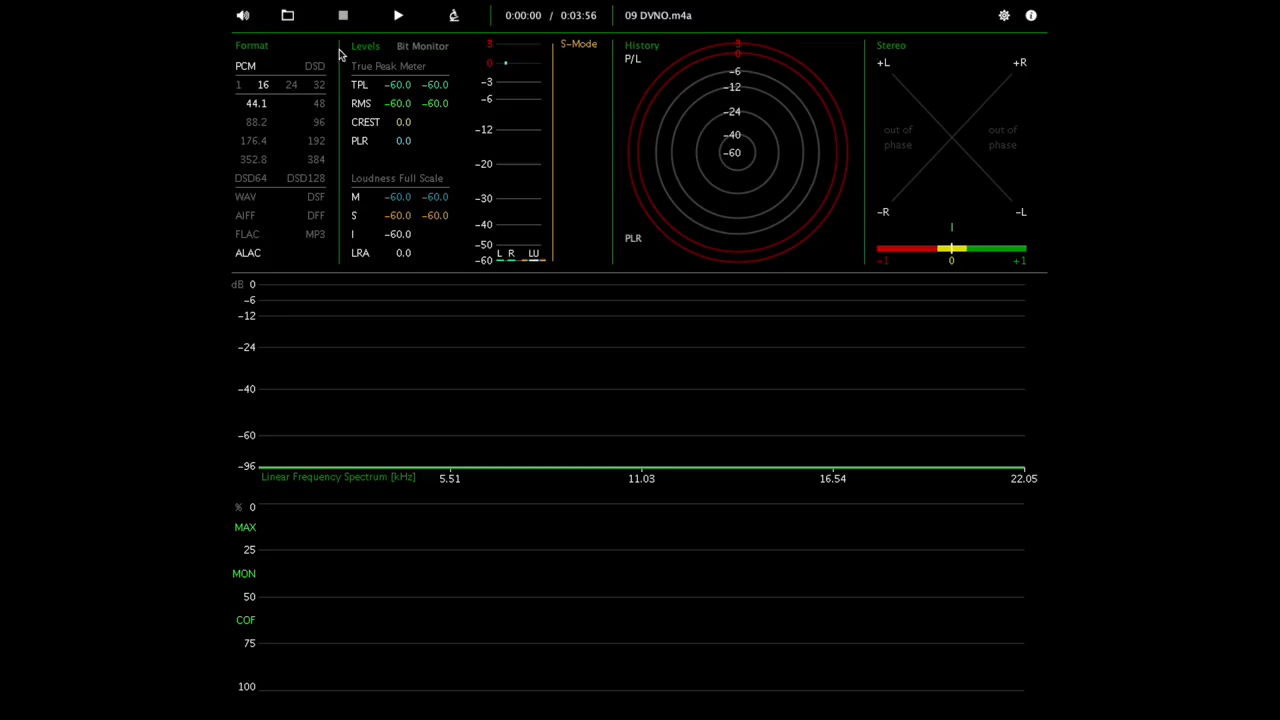 0:00:00 / 0:03:56 09 DVNO.m4a
Format
PCM DSD
1 16 24 32
44.1 48
88.2 96
176.4 192
352.8 384
DSD64 DSD128
WAV DSF
AIFF DFF
FLAC MP3
ALAC
Levels Bit Monitor
True Peak Meter
TPL -60.0 -60.0
RMS -60.0 -60.0
CREST 0.0
PLR 0.0
Loudness Full Scale
M -60.0 -60.0
S -60.0 -60.0
I -60.0
LRA 0.0
3
0
-3
-6
-12
-20
-30
-40
-50
-60
L R LU
S-Mode
History
P/L
3
0
-6
-12
-24
-40
-60
PLR
Stereo
+L +R
out of phase
out of phase
-R -L
-1 0 +1
dB 0
-6
-12
-24
-40
-60
-96
Linear Frequency Spectrum [kHz] 5.51 11.03 16.54 22.05
% 0
MAX
25
MON
50
COF
75
100